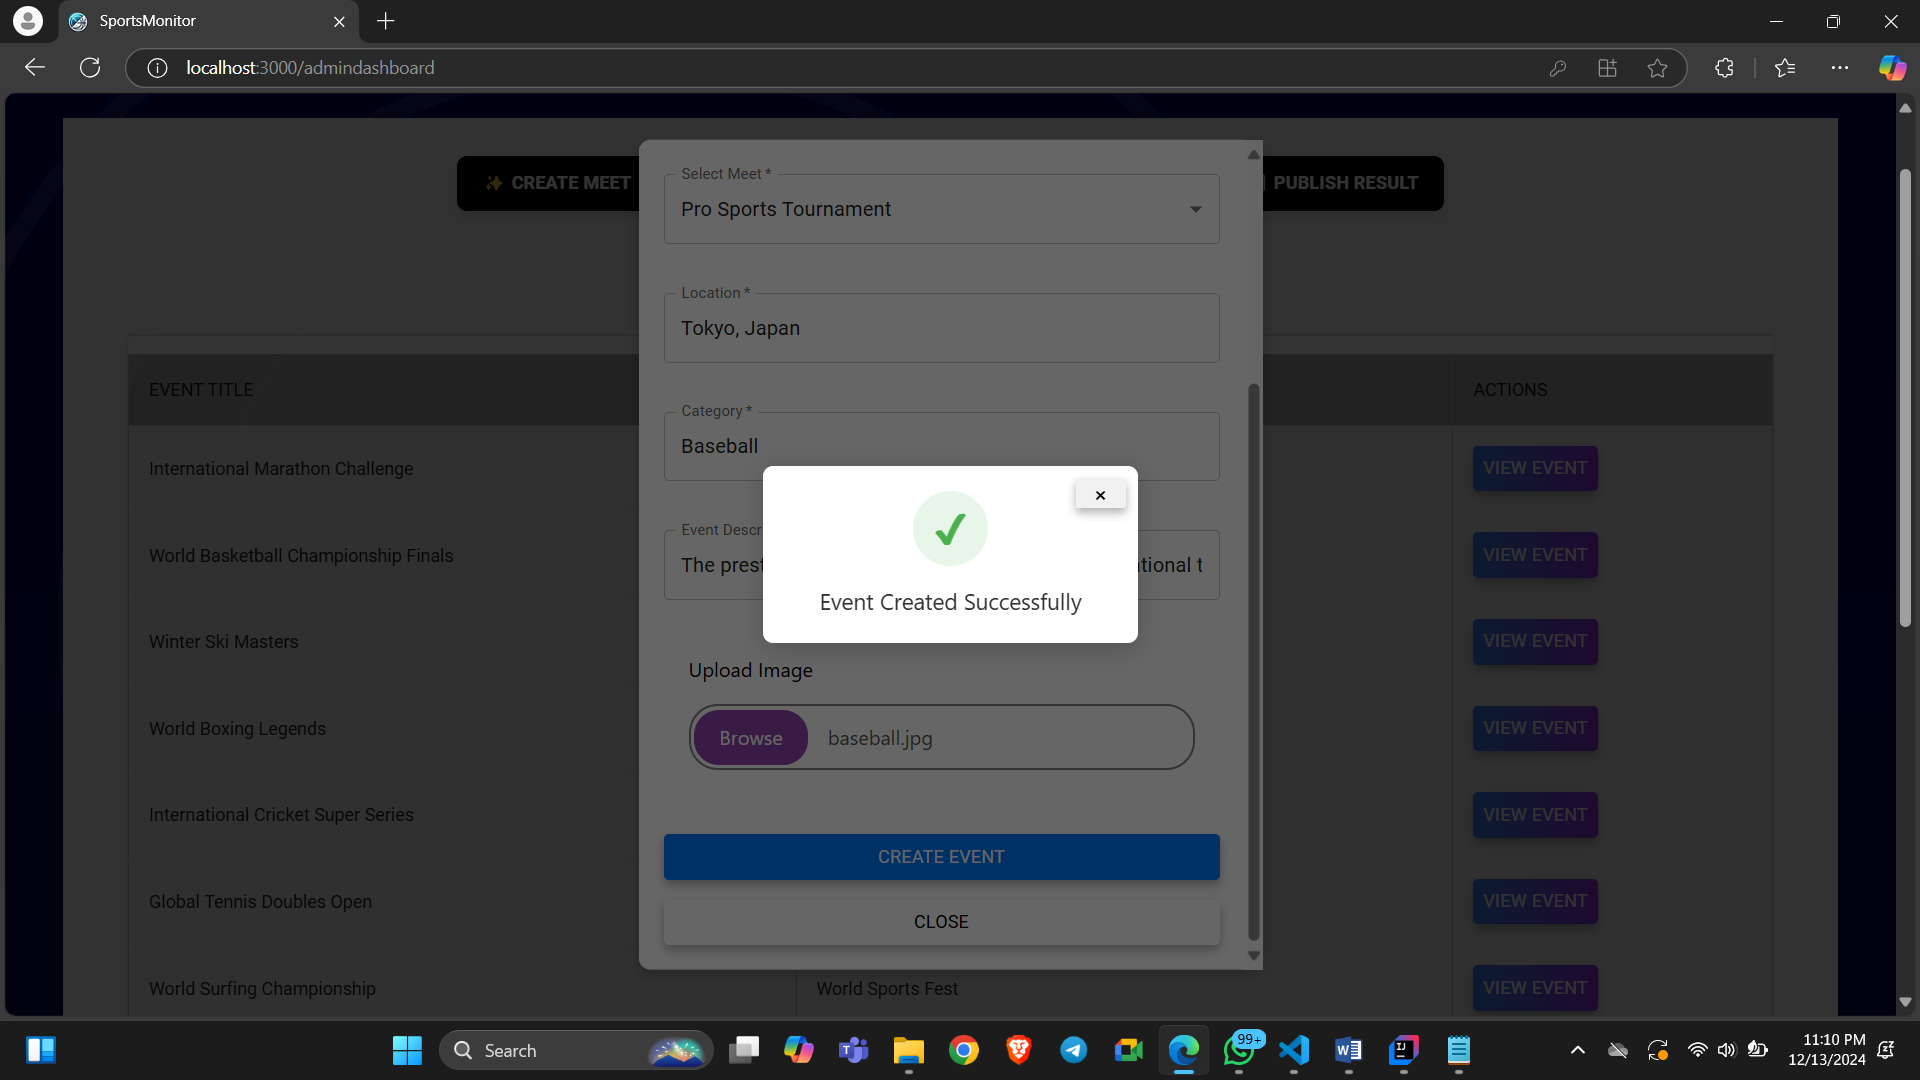 SportsMonitor
localhost:3000/admindashboard
✨ CREATE MEET
PUBLISH RESULT
Select Meet *
Pro Sports Tournament
Location *
Tokyo, Japan
EVENT TITLE
ACTIONS
Category *
Baseball
International Marathon Challenge
VIEW EVENT
×
Event Descr
The prest
tional t
World Basketball Championship Finals
VIEW EVENT
Event Created Successfully
Winter Ski Masters
VIEW EVENT
Upload Image
World Boxing Legends
VIEW EVENT
Browse
baseball.jpg
International Cricket Super Series
VIEW EVENT
CREATE EVENT
Global Tennis Doubles Open
VIEW EVENT
CLOSE
World Surfing Championship
World Sports Fest
VIEW EVENT
Search
99+
11:10 PM
12/13/2024